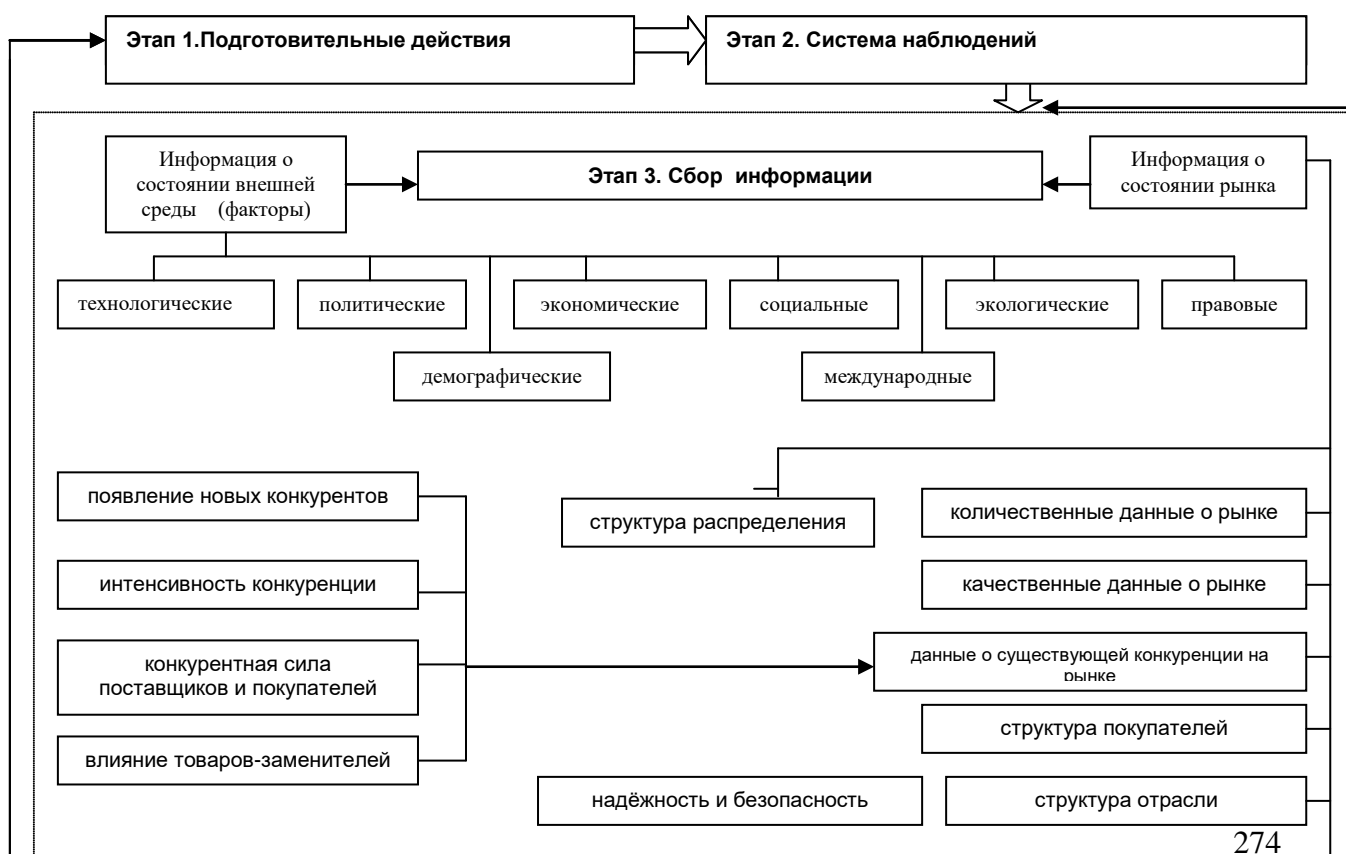 Этап 1.Подготовительные действия
Этап 2. Система наблюдений
Информация о
состоянии внешней
среды (факторы)
Этап 3. Сбор информации
Информация о
состоянии рынка
технологические
политические
экономические
социальные
экологические
правовые
демографические
международные
появление новых конкурентов
структура распределения
количественные данные о рынке
интенсивность конкуренции
качественные данные о рынке
конкурентная сила
поставщиков и покупателей
данные о существующей конкуренции на
рынке
структура покупателей
влияние товаров-заменителей
надёжность и безопасность
структура отрасли
274